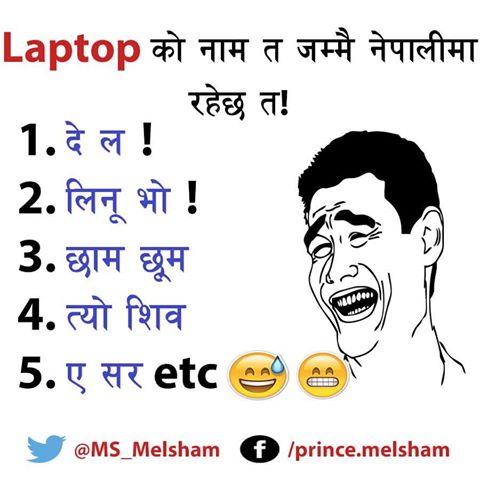 Laptop को नाम त जम्मै नेपालीमा
रहेछ त!
1. दे ल !
2. लिनू भो !
3. छाम छूम
4. त्यो शिव
5. ए सर etc
@MS_Melsham /prince.melsham